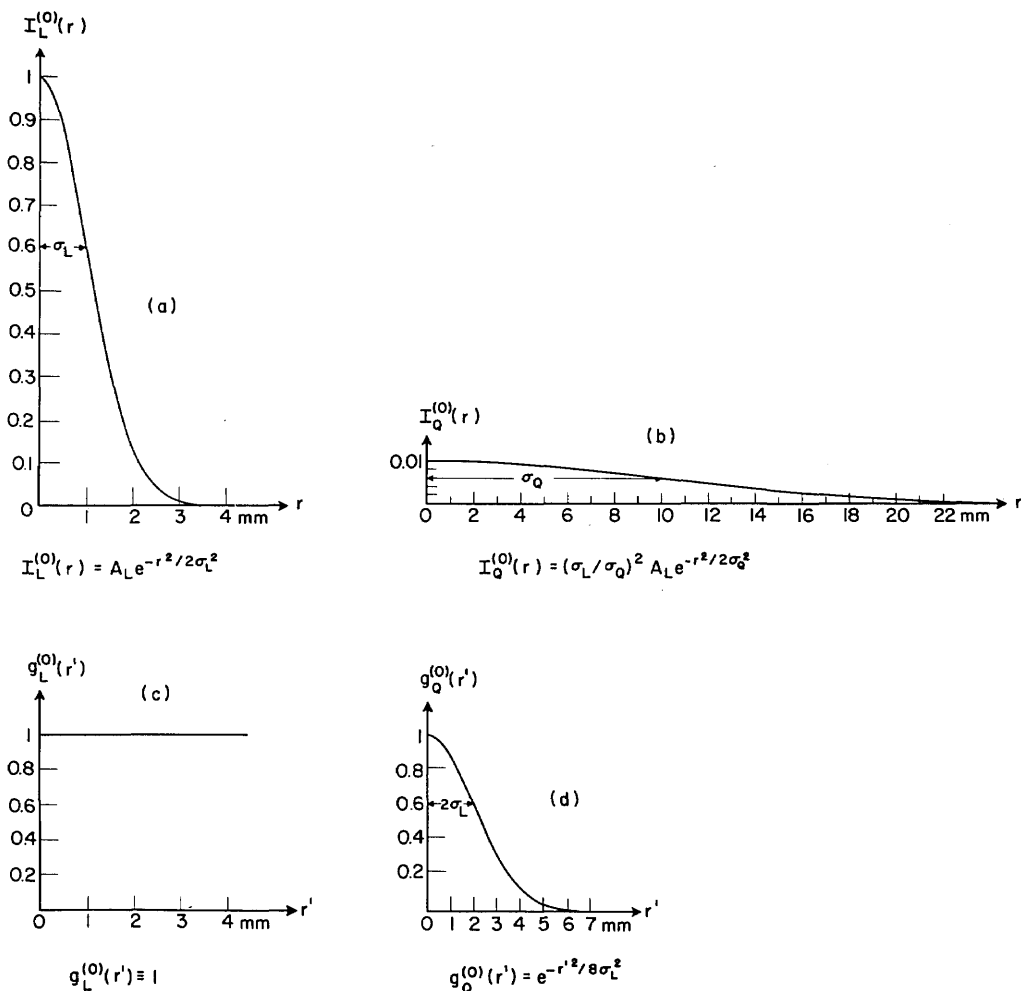 I_L^(0)(r)
1
0.9
0.8
0.7
0.6
0.5
0.4
0.3
0.2
0.1
0
σ_L
(a)
1 2 3 4 mm r
I_L^(0)(r) = A_L e^{-r²/2σ_L²}
I_Q^(0)(r)
(b)
0.01
σ_Q
0 2 4 6 8 10 12 14 16 18 20 22 mm r
I_Q^(0)(r) = (σ_L/σ_Q)² A_L e^{-r²/2σ_Q²}
g_L^(0)(r')
(c)
1
0.8
0.6
0.4
0.2
0 1 2 3 4 mm r'
g_L^(0)(r') ≡ 1
g_Q^(0)(r')
1
0.8
0.6
0.4
0.2
2σ_L
(d)
0 1 2 3 4 5 6 7 mm r'
g_Q^(0)(r') = e^{-r'²/8σ_L²}